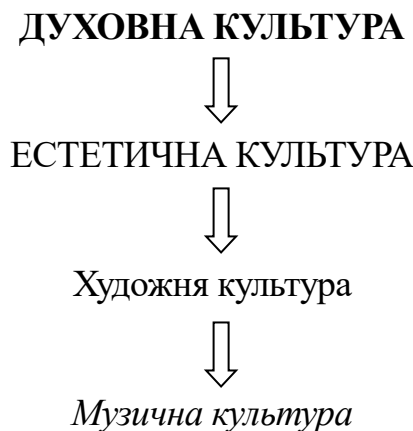 ДУХОВНА КУЛЬТУРА
ЕСТЕТИЧНА КУЛЬТУРА
Художня культура
Музична культура